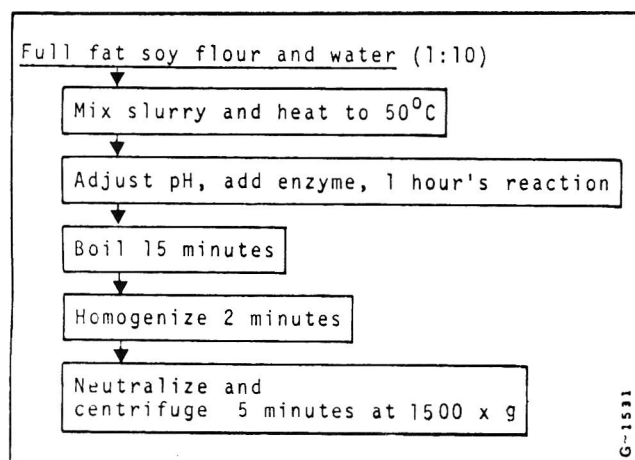 Full fat soy flour and water (1:10)
Mix slurry and heat to 50°C
Adjust pH, add enzyme, 1 hour's reaction
Boil 15 minutes
Homogenize 2 minutes
Neutralize and
centrifuge 5 minutes at 1500 x g
G-1531